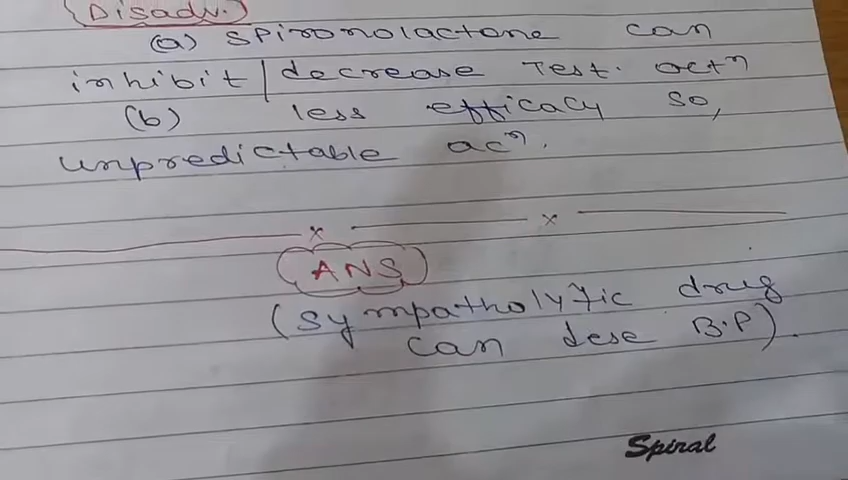 (Disadv.)
(a) spironolactone can
inhibit / decrease Test. actn
(b) less efficacy so,
unpredictable acn.
x x
(ANS)
(sympatholytic drug
can dese B.P).
Spiral